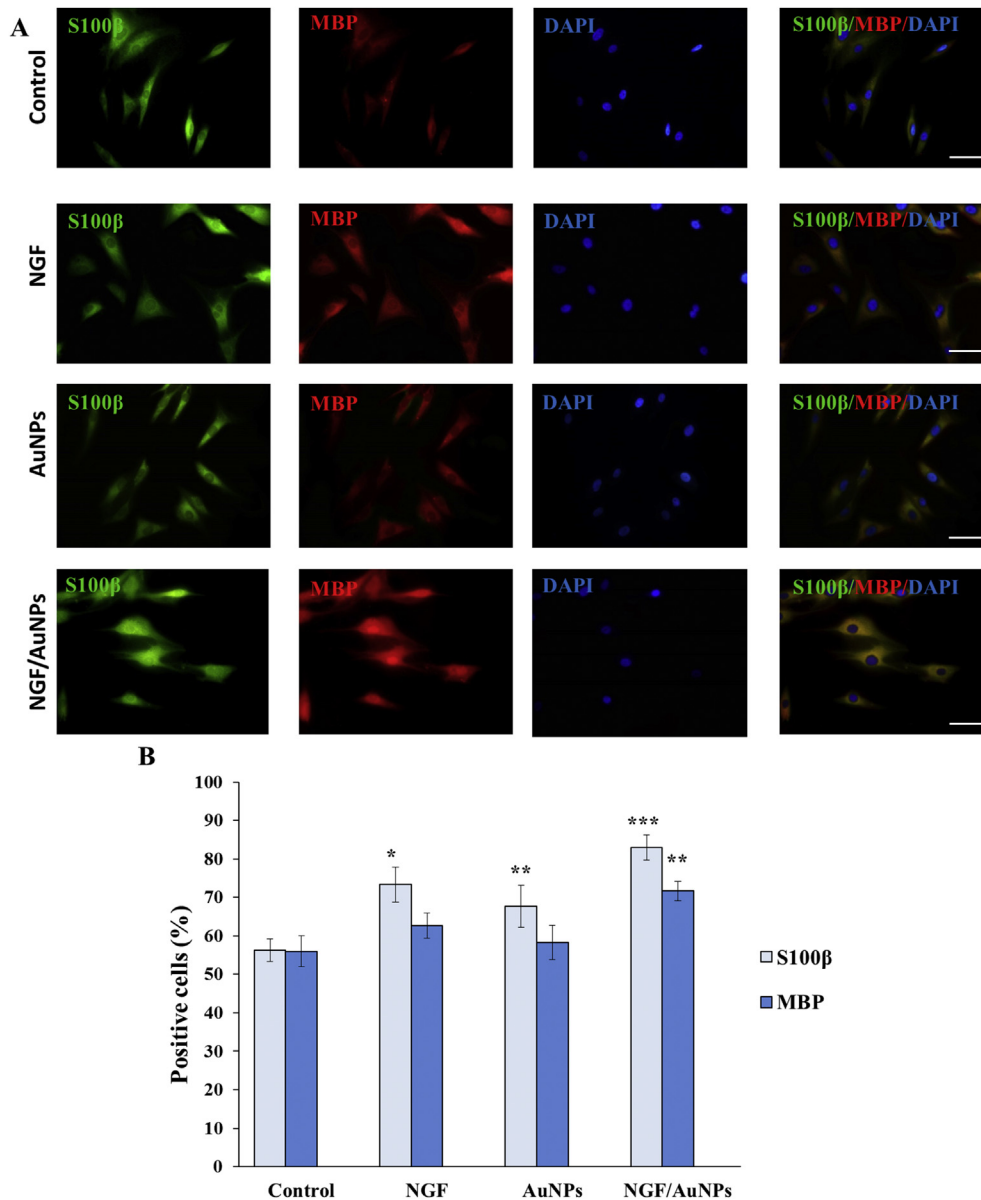 A
Control
S100β
MBP
DAPI
S100β/MBP/DAPI
NGF
S100β
MBP
DAPI
S100β/MBP/DAPI
AuNPs
S100β
MBP
DAPI
S100β/MBP/DAPI
NGF/AuNPs
S100β
MBP
DAPI
S100β/MBP/DAPI
B
Positive cells (%)
100
90
80
70
60
50
40
30
20
10
0
*
**
***
**
Control
NGF
AuNPs
NGF/AuNPs
S100β
MBP